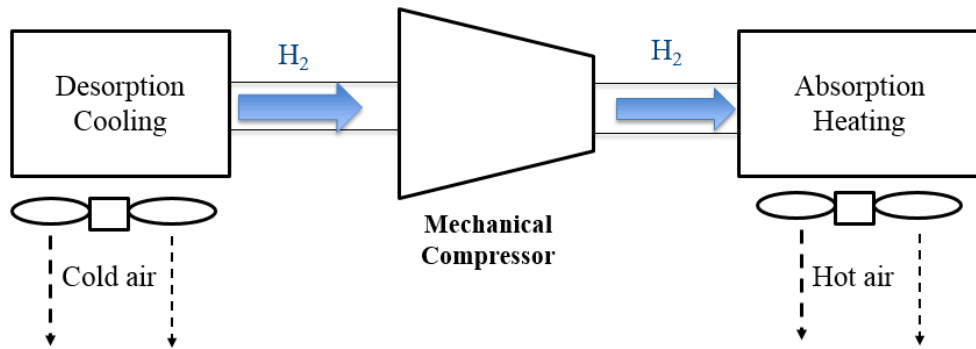 Desorption
Cooling
H₂
Mechanical
Compressor
H₂
Absorption
Heating
Cold air
Hot air